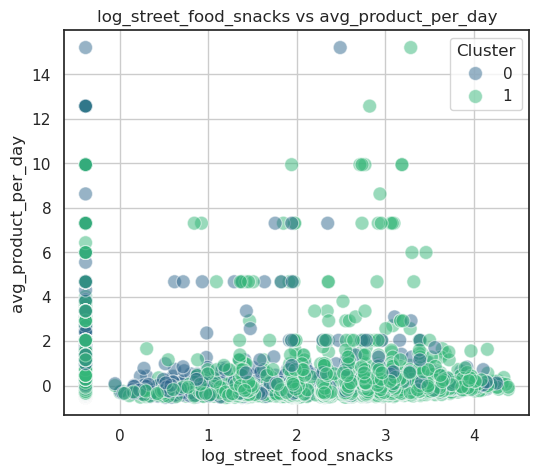 log_street_food_snacks vs avg_product_per_day
Cluster
0
1
14
12
10
8
6
4
2
0
avg_product_per_day
0 1 2 3 4
log_street_food_snacks